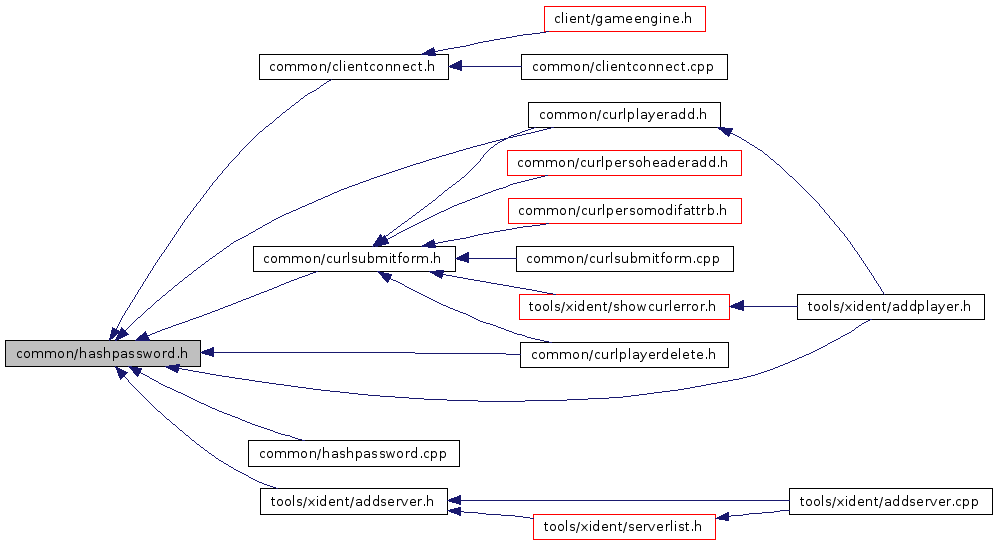 client/gameengine.h
common/clientconnect.h
common/clientconnect.cpp
common/curlplayeradd.h
common/curlpersoheaderadd.h
common/curlpersomodifattrb.h
common/curlsubmitform.h
common/curlsubmitform.cpp
tools/xident/showcurlerror.h
tools/xident/addplayer.h
common/hashpassword.h
common/curlplayerdelete.h
common/hashpassword.cpp
tools/xident/addserver.h
tools/xident/addserver.cpp
tools/xident/serverlist.h